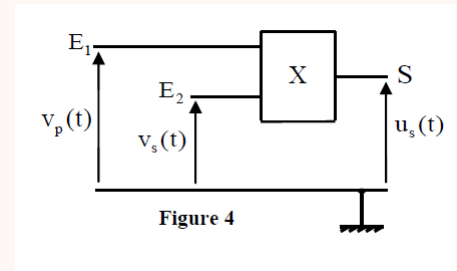 E₁
X
S
E₂
vₚ(t)
vₛ(t)
uₛ(t)
Figure 4